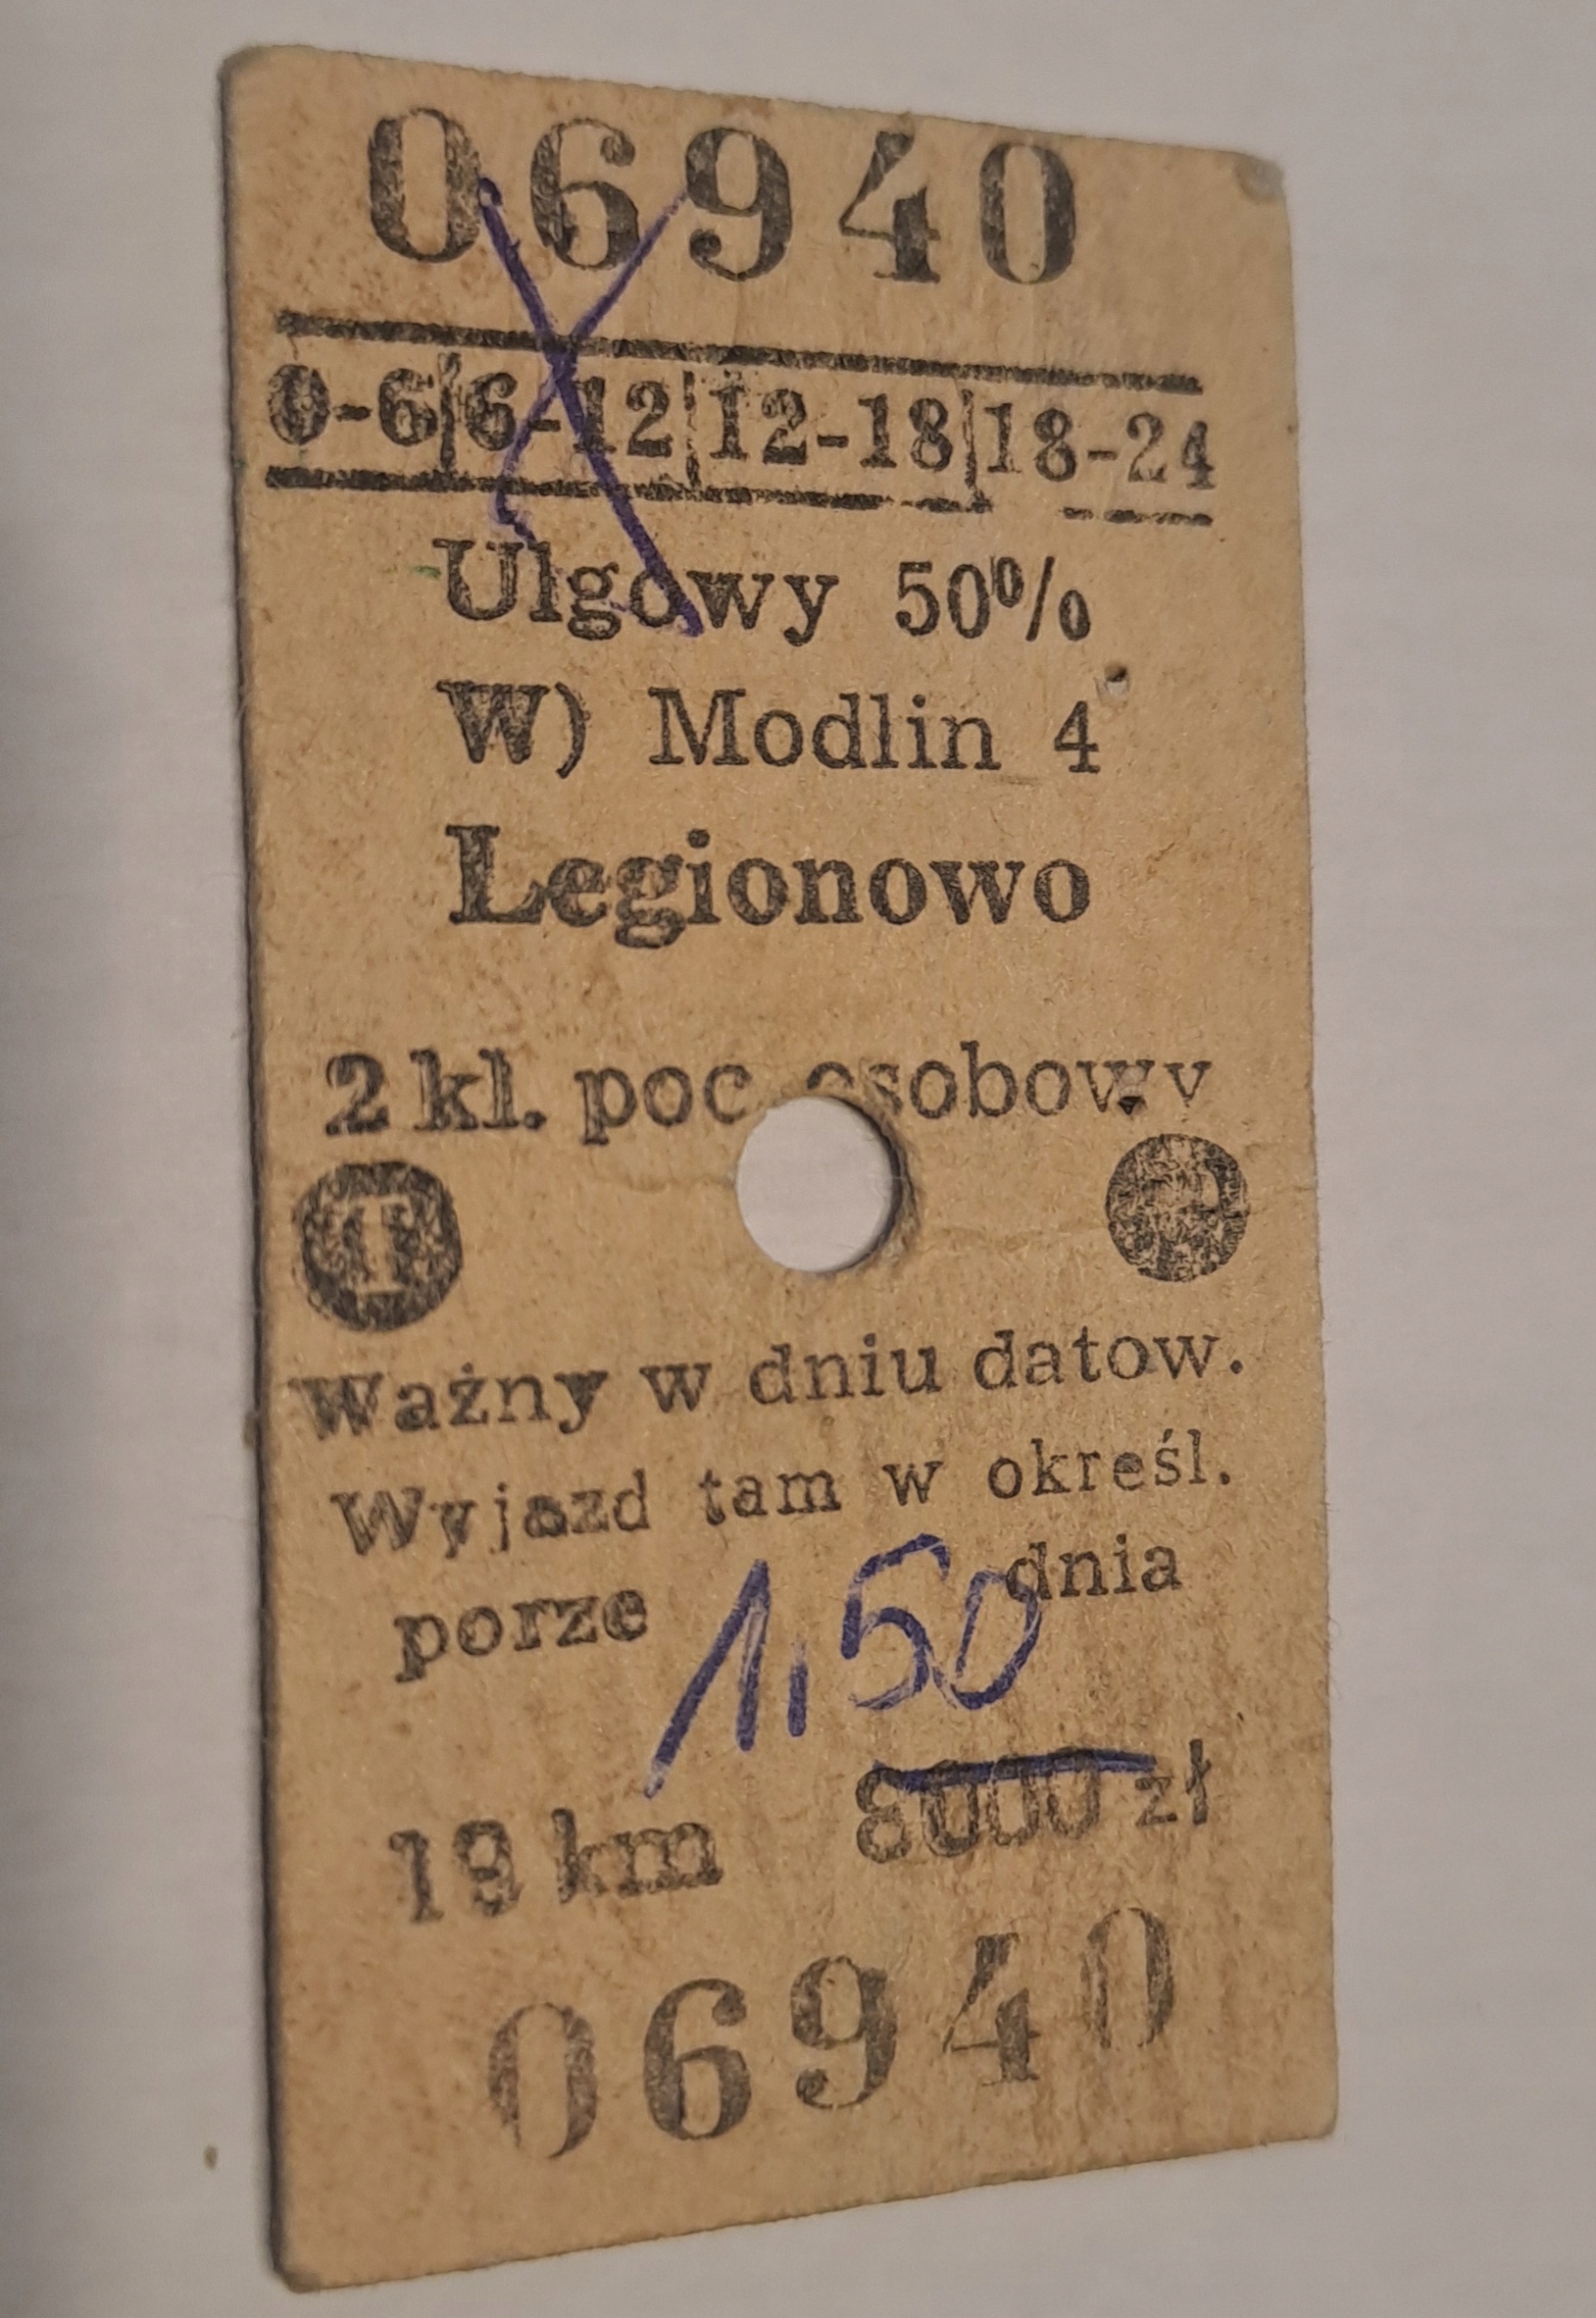 06940
0-6|6-12|12-18|18-24
Ulgowy 50%
W) Modlin 4
Legionowo
2 kl. poc osobowy
T
Ważny w dniu datow.
Wyjazd tam w określ.
porze dnia
1,50
19 km 8000 zł
06940